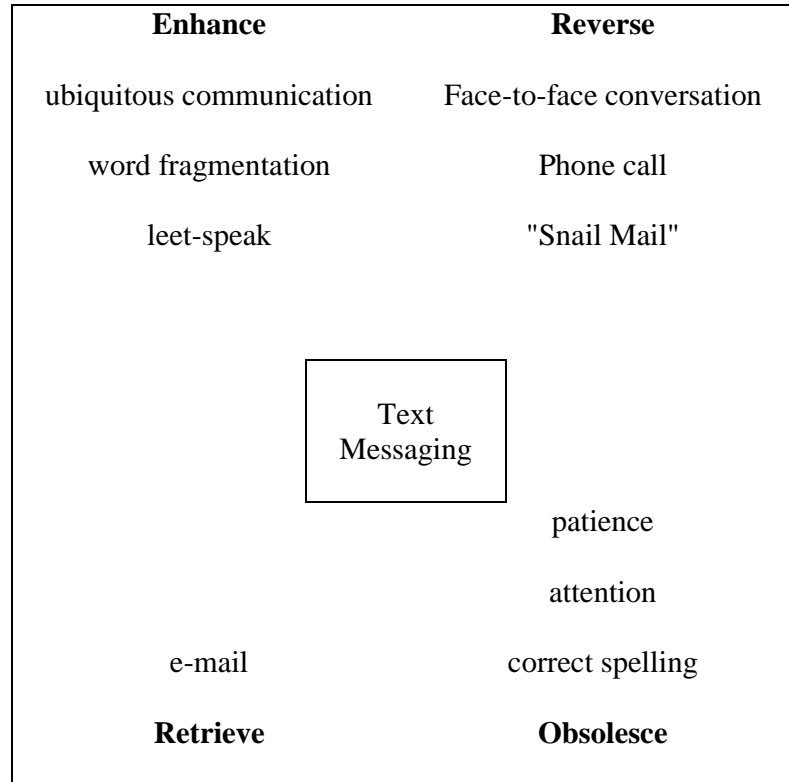 Enhance Reverse
ubiquitous communication Face-to-face conversation
word fragmentation Phone call
leet-speak "Snail Mail"
Text
Messaging
patience
attention
e-mail correct spelling
Retrieve Obsolesce